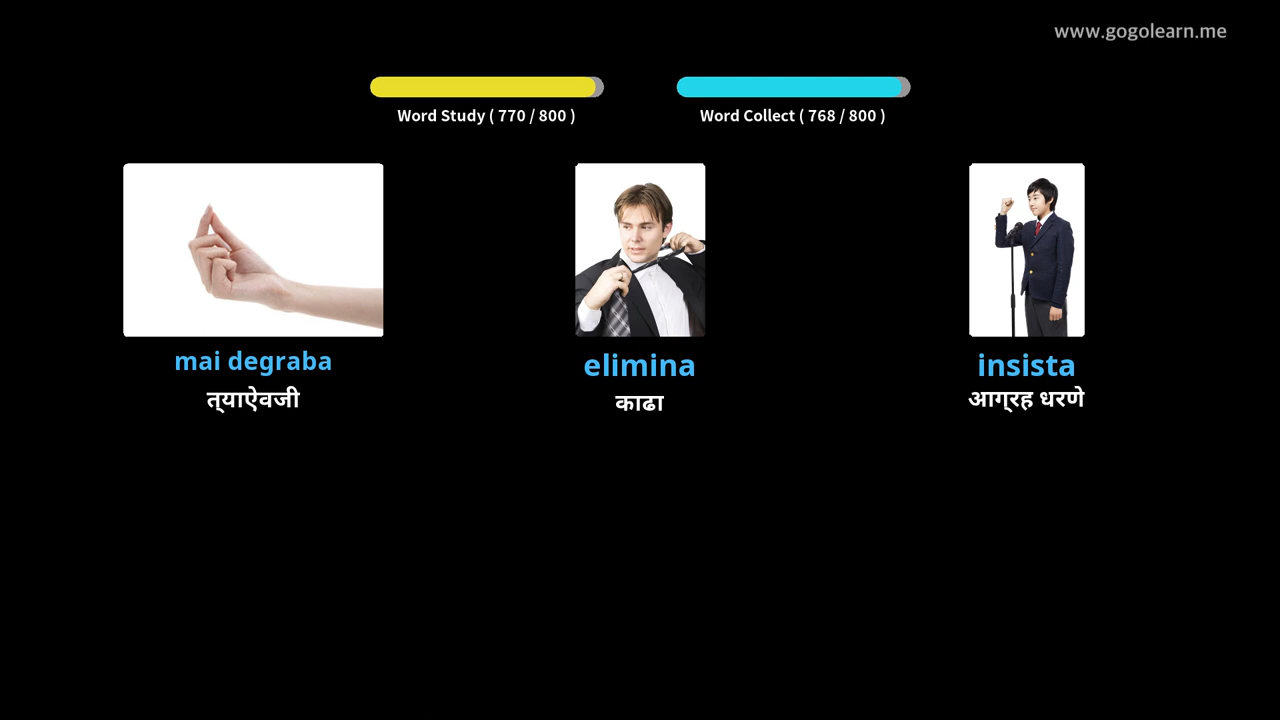 www.gogolearn.me
Word Study ( 770 / 800 )
Word Collect ( 768 / 800 )
mai degraba
elimina
insista
त्याऐवजी
काढा
आग्रह धरणे